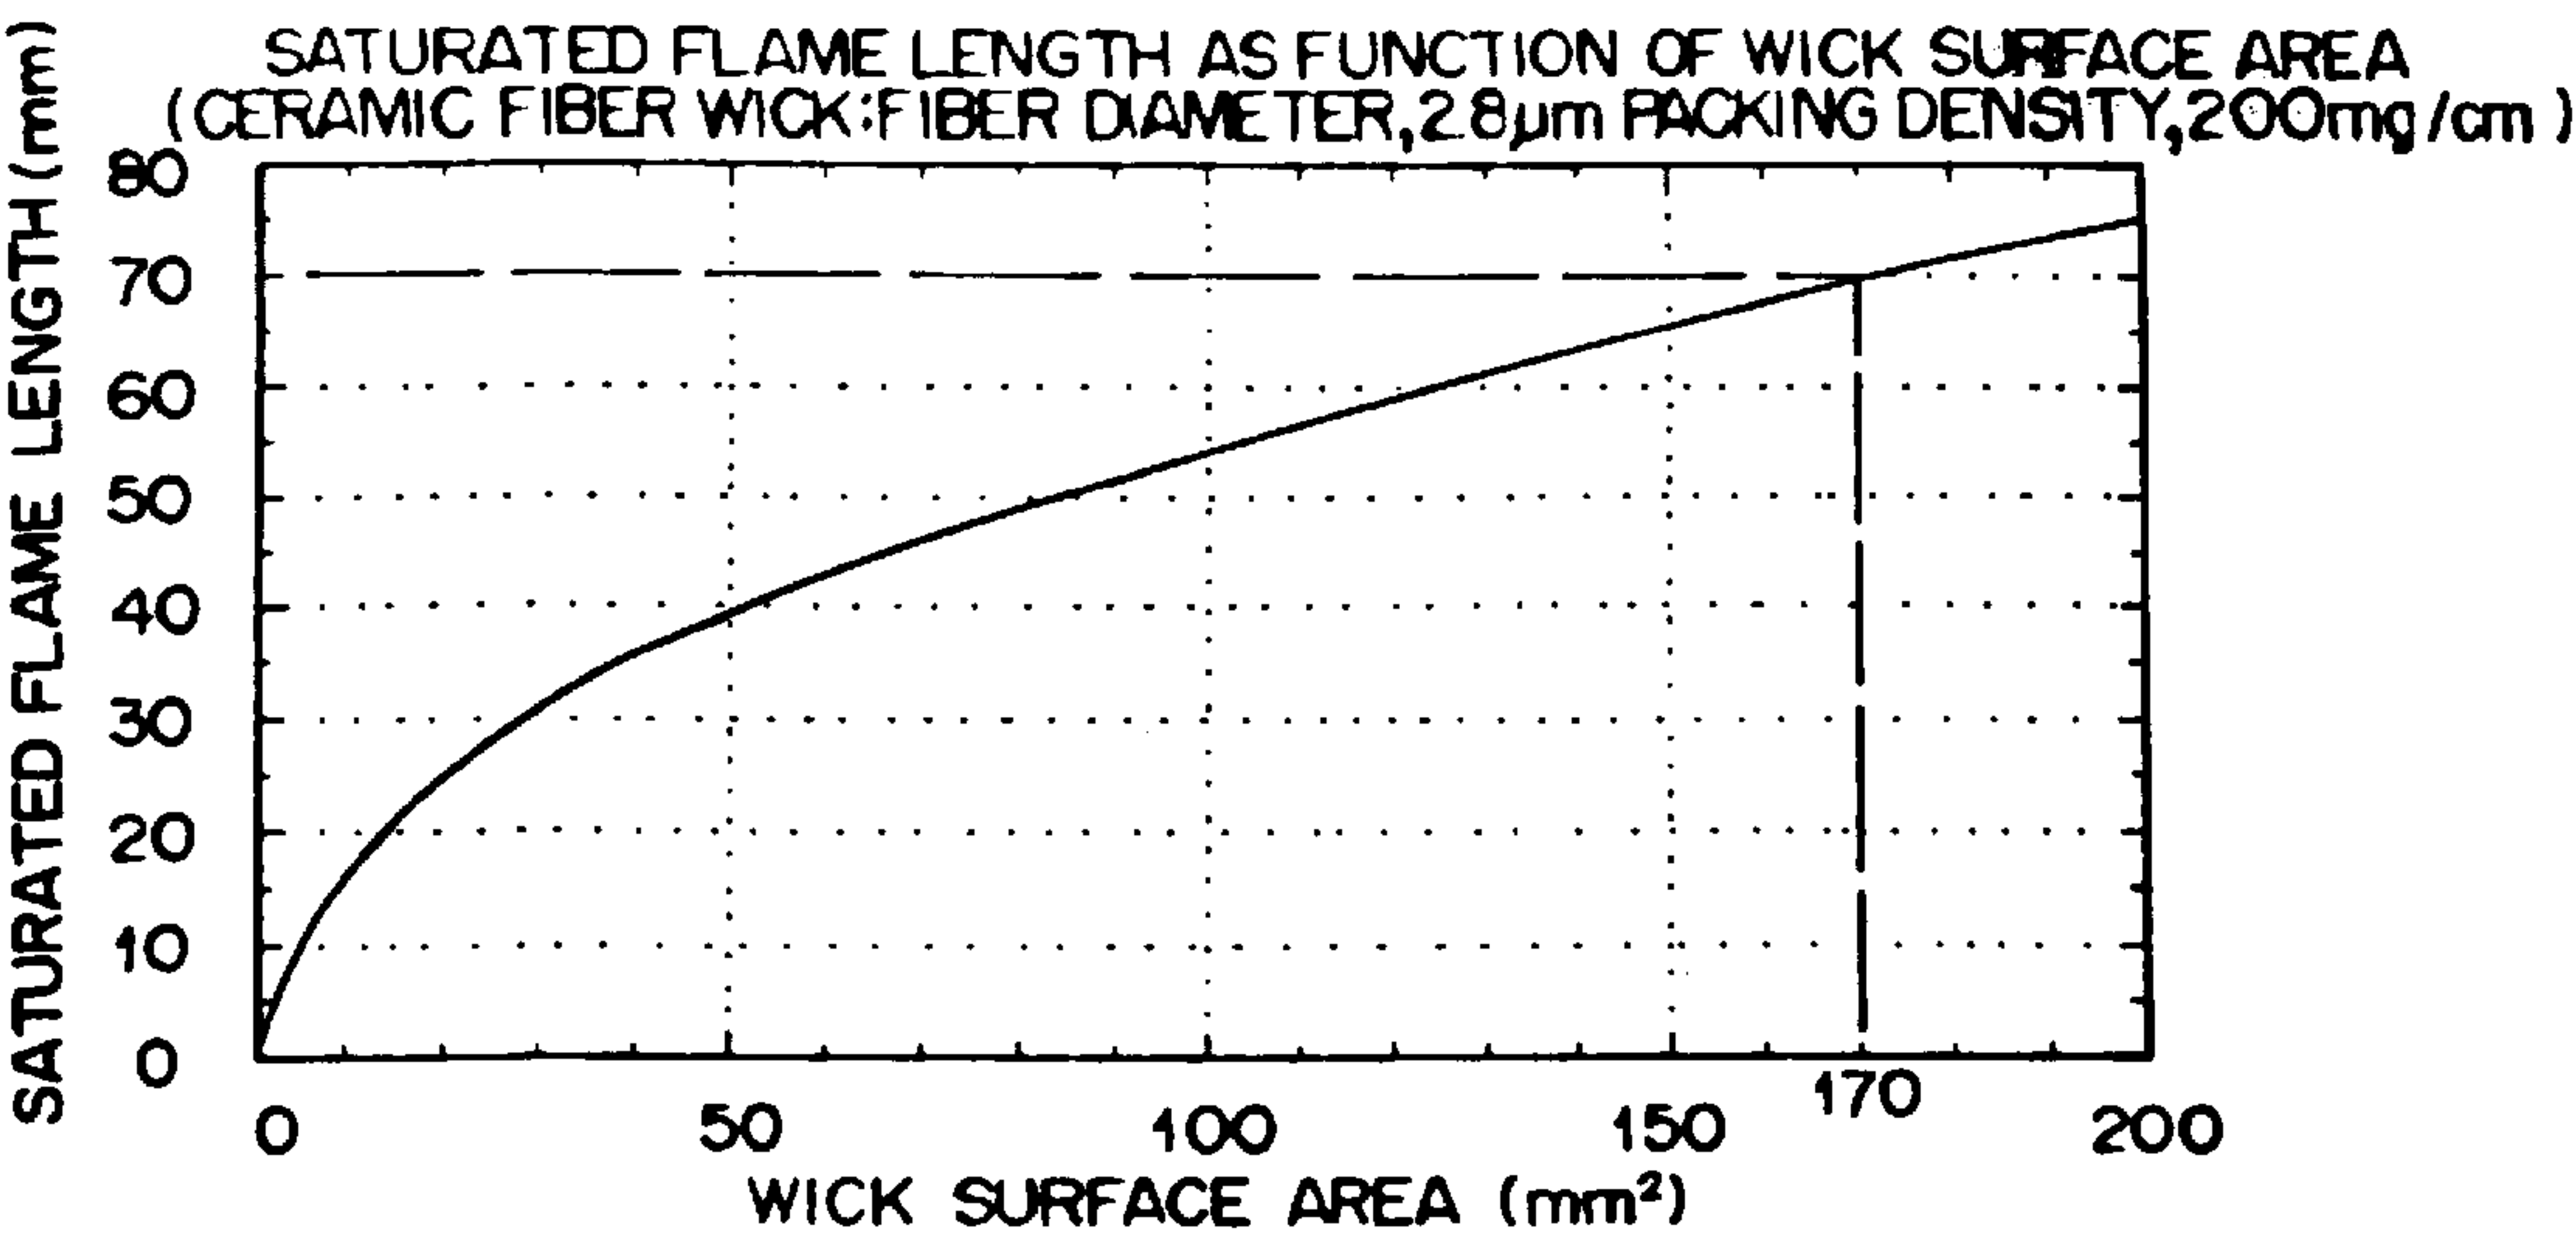 SATURATED FLAME LENGTH AS FUNCTION OF WICK SURFACE AREA
(CERAMIC FIBER WICK:FIBER DIAMETER,2.8µm PACKING DENSITY,200mg/cm)
SATURATED FLAME LENGTH (mm)
80
70
60
50
40
30
20
10
0
0 50 100 150 170 200
WICK SURFACE AREA (mm²)